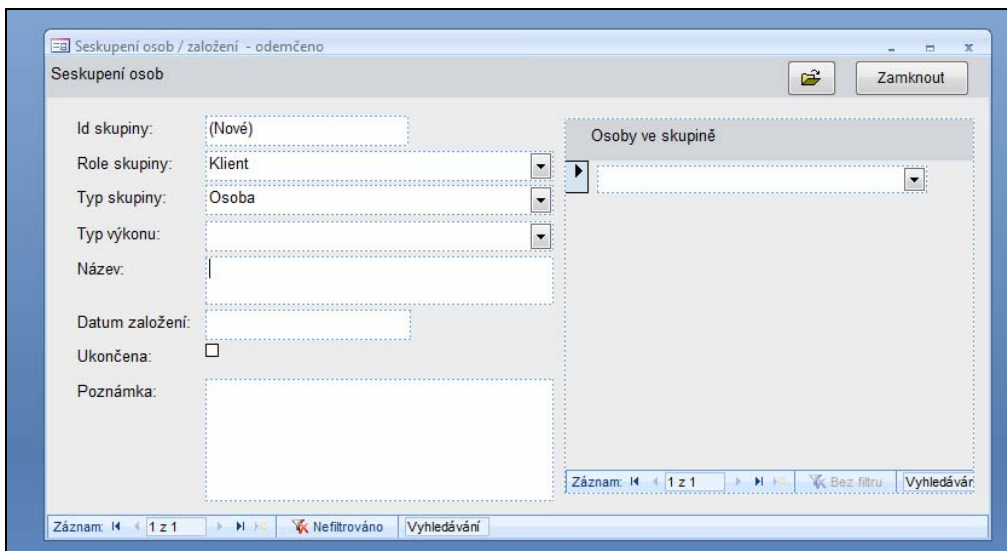 Seskupení osob / založení - odemčeno
Seskupení osob
Zamknout
Id skupiny: (Nové)
Role skupiny: Klient
Typ skupiny: Osoba
Typ výkonu:
Název:
Datum založení:
Ukončena:
Poznámka:
Osoby ve skupině
Záznam: 1 z 1 Bez filtru Vyhledáván
Záznam: 1 z 1 Nefiltrováno Vyhledávání